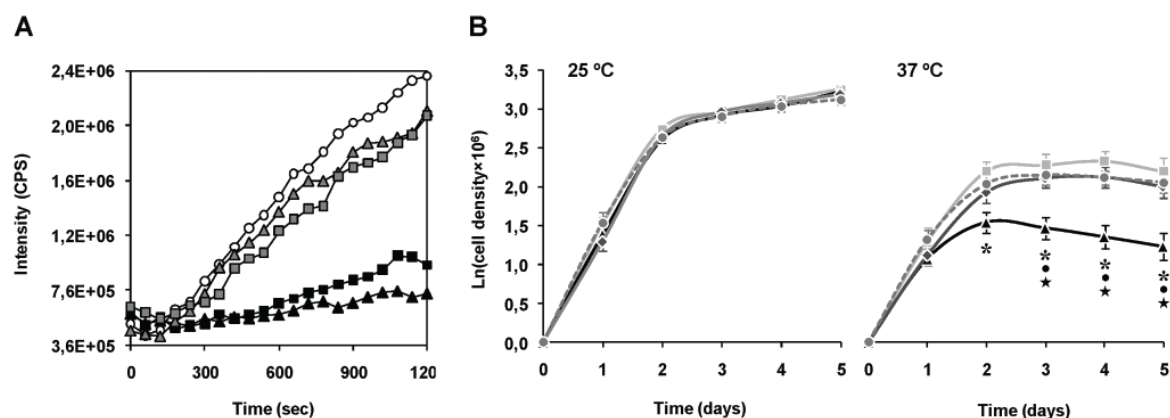 A
B
Intensity (CPS)
2,4E+06
2,0E+06
1,6E+06
1,2E+06
7,6E+05
3,6E+05
0 300 600 900 120
Time (sec)
Ln(cell density×10⁶)
3,5
3,0
2,5
2,0
1,5
1,0
0,5
0,0
25 ºC
0 1 2 3 4 5
Time (days)
37 ºC
* * * *
0 1 2 3 4 5
Time (days)